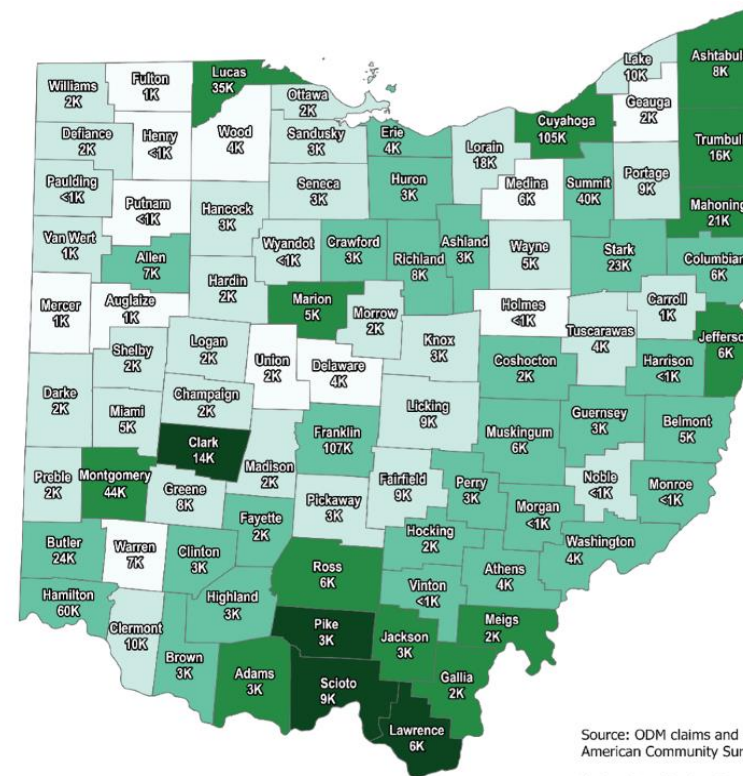 Williams
2K
Fulton
1K
Lucas
35K
Ottawa
2K
Lake
10K
Ashtabul
8K
Geauga
2K
Cuyahoga
105K
Defiance
2K
Henry
<1K
Wood
4K
Sandusky
3K
Erie
4K
Lorain
18K
Trumbull
16K
Paulding
<1K
Putnam
<1K
Hancock
3K
Seneca
3K
Huron
3K
Medina
6K
Summit
40K
Portage
9K
Mahoning
21K
Van Wert
1K
Allen
7K
Wyandot
<1K
Crawford
3K
Richland
8K
Ashland
3K
Wayne
5K
Stark
23K
Columbian
6K
Hardin
2K
Mercer
1K
Auglaize
1K
Marion
5K
Morrow
2K
Holmes
<1K
Carroll
1K
Tuscarawas
4K
Jefferso
6K
Shelby
2K
Logan
2K
Union
2K
Delaware
4K
Knox
3K
Coshocton
2K
Harrison
<1K
Darke
2K
Champaign
2K
Miami
5K
Licking
9K
Guernsey
3K
Belmont
5K
Clark
14K
Franklin
107K
Muskingum
6K
Preble
2K
Montgomery
44K
Greene
8K
Madison
2K
Fairfield
9K
Perry
3K
Noble
<1K
Monroe
<1K
Pickaway
3K
Morgan
<1K
Fayette
2K
Hocking
2K
Washington
4K
Butler
24K
Warren
7K
Clinton
3K
Ross
6K
Athens
4K
Vinton
<1K
Hamilton
60K
Highland
3K
Clermont
10K
Pike
3K
Jackson
3K
Meigs
2K
Brown
3K
Adams
3K
Scioto
9K
Gallia
2K
Lawrence
6K
Source: ODM claims and
American Community Sur